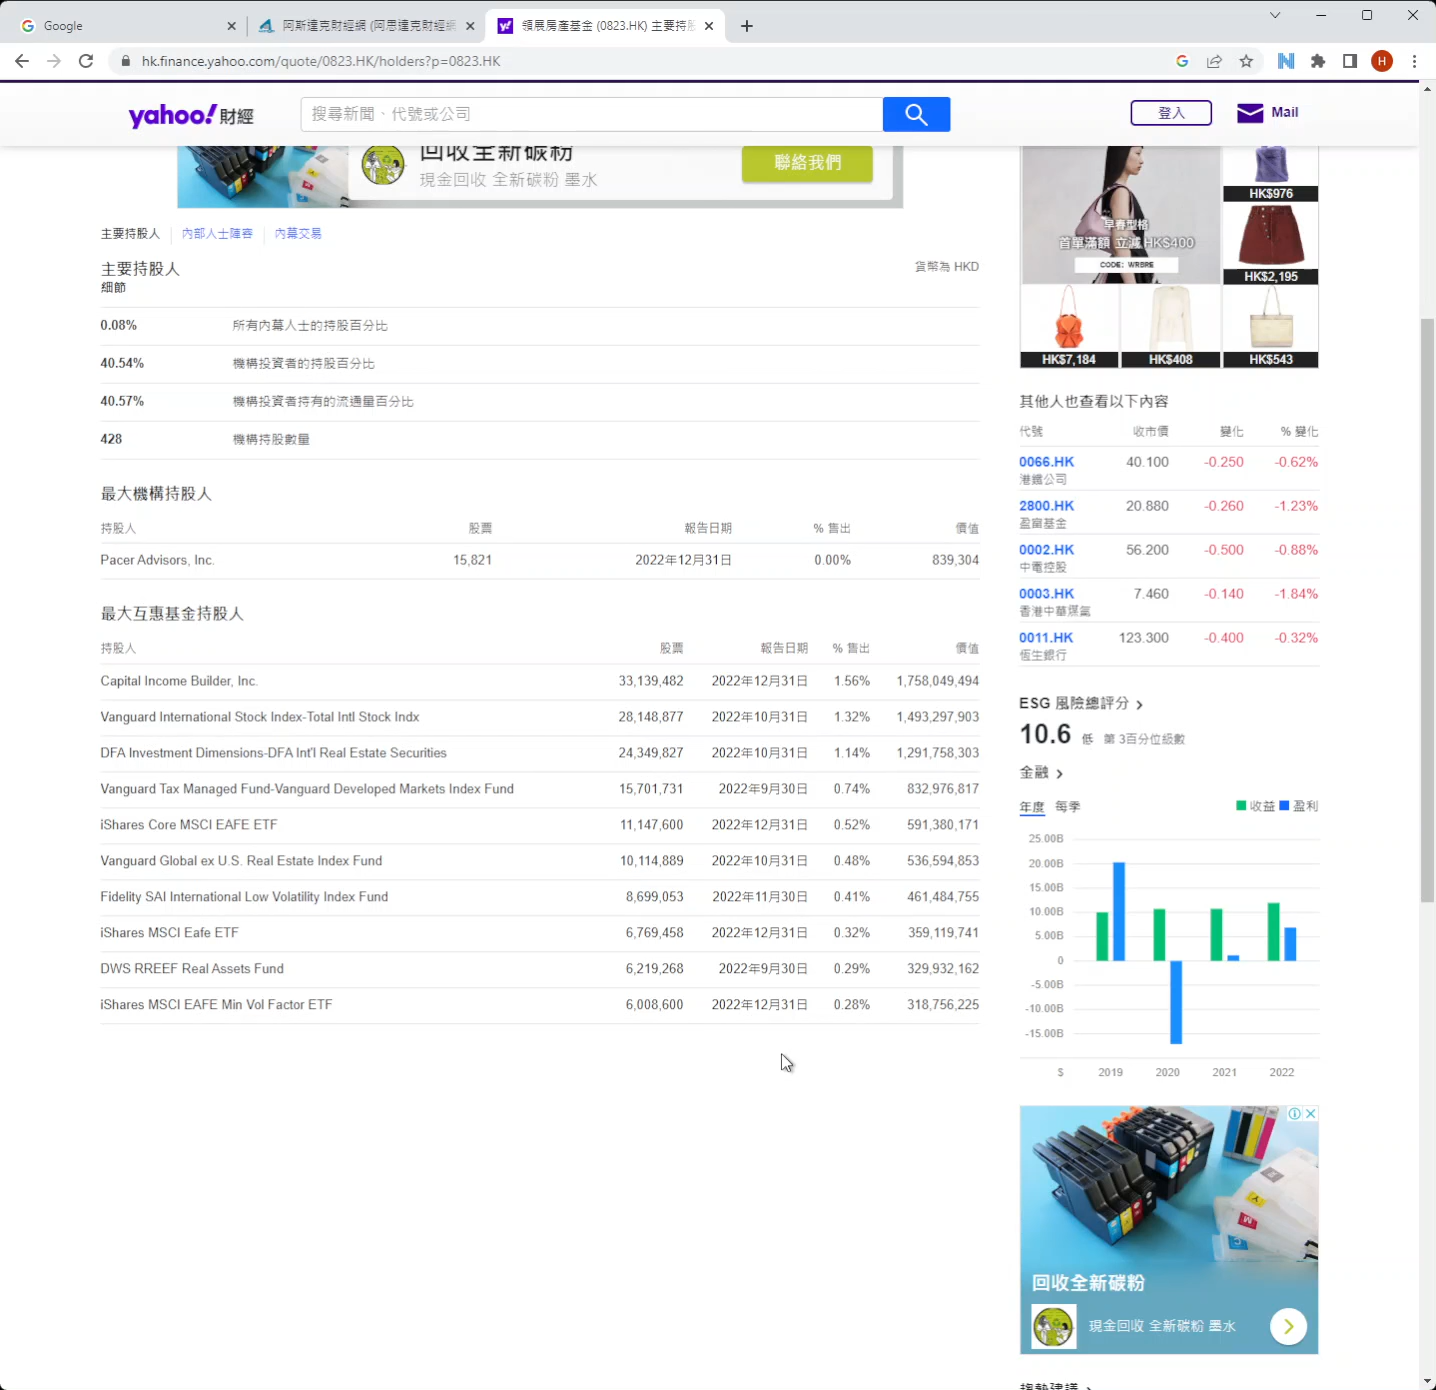 Google
阿斯達克財經網 (阿思達克財經網
領展房產基金 (0823.HK) 主要持股
hk.finance.yahoo.com/quote/0823.HK/holders?p=0823.HK
H
yahoo!財經
搜尋新聞、代號或公司
登入
Mail
回收全新碳粉
現金回收 全新碳粉 墨水
聯絡我們
主要持股人 內部人士陣容 內幕交易
主要持股人
貨幣為 HKD
細節
0.08% 所有內幕人士的持股百分比
40.54% 機構投資者的持股百分比
40.57% 機構投資者持有的流通量百分比
428 機構持股數量
最大機構持股人
持股人 股票 報告日期 % 售出 價值
Pacer Advisors, Inc. 15,821 2022年12月31日 0.00% 839,304
最大互惠基金持股人
持股人 股票 報告日期 % 售出 價值
Capital Income Builder, Inc. 33,139,482 2022年12月31日 1.56% 1,758,049,494
Vanguard International Stock Index-Total Intl Stock Indx 28,148,877 2022年10月31日 1.32% 1,493,297,903
DFA Investment Dimensions-DFA Int'l Real Estate Securities 24,349,827 2022年10月31日 1.14% 1,291,758,303
Vanguard Tax Managed Fund-Vanguard Developed Markets Index Fund 15,701,731 2022年9月30日 0.74% 832,976,817
iShares Core MSCI EAFE ETF 11,147,600 2022年12月31日 0.52% 591,380,171
Vanguard Global ex U.S. Real Estate Index Fund 10,114,889 2022年10月31日 0.48% 536,594,853
Fidelity SAI International Low Volatility Index Fund 8,699,053 2022年11月30日 0.41% 461,484,755
iShares MSCI Eafe ETF 6,769,458 2022年12月31日 0.32% 359,119,741
DWS RREEF Real Assets Fund 6,219,268 2022年9月30日 0.29% 329,932,162
iShares MSCI EAFE Min Vol Factor ETF 6,008,600 2022年12月31日 0.28% 318,756,225
早春型格
首單滿額 立減 HK$400
CODE: WRBRE
HK$976
HK$2,195
HK$7,184
HK$408
HK$543
其他人也查看以下內容
代號 收市價 變化 % 變化
0066.HK 40.100 -0.250 -0.62%
港鐵公司
2800.HK 20.880 -0.260 -1.23%
盈富基金
0002.HK 56.200 -0.500 -0.88%
中電控股
0003.HK 7.460 -0.140 -1.84%
香港中華煤氣
0011.HK 123.300 -0.400 -0.32%
恆生銀行
ESG 風險總評分
10.6 低 第 3百分位級數
金融
年度 每季
收益 盈利
25.00B
20.00B
15.00B
10.00B
5.00B
0
-5.00B
-10.00B
-15.00B
$ 2019 2020 2021 2022
回收全新碳粉
現金回收 全新碳粉 墨水
趨勢建議